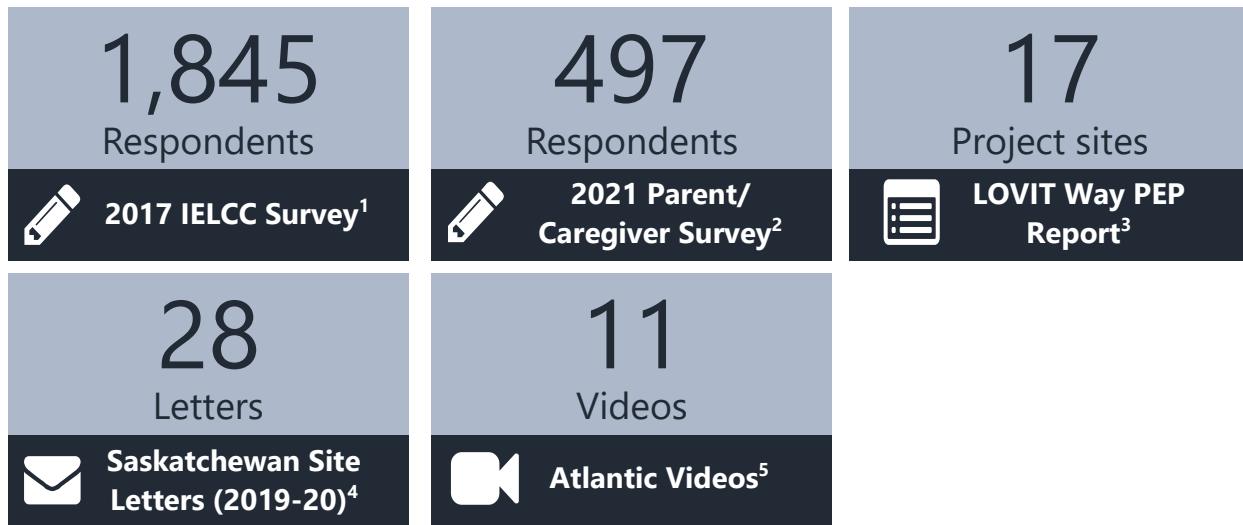 1,845
Respondents
2017 IELCC Survey¹
497
Respondents
2021 Parent/
Caregiver Survey²
17
Project sites
LOVIT Way PEP
Report³
28
Letters
Saskatchewan Site
Letters (2019-20)⁴
11
Videos
Atlantic Videos⁵